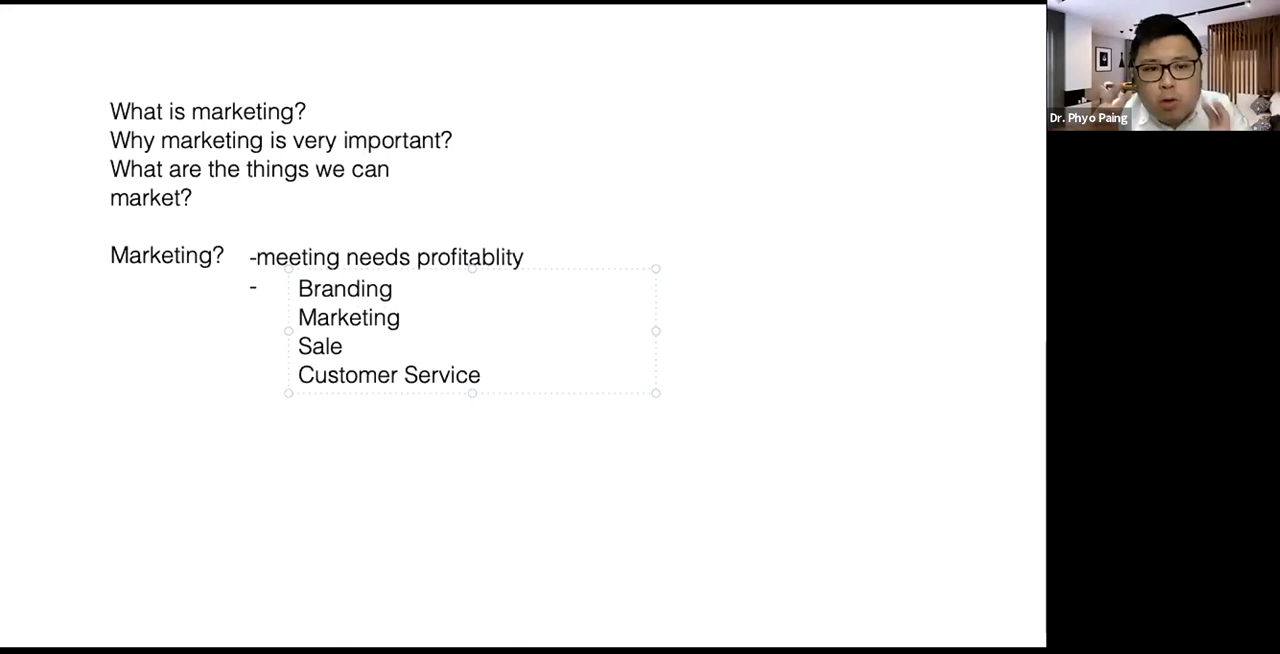 What is marketing?
Why marketing is very important?
What are the things we can
market?
Marketing? -meeting needs profitablity
- Branding
Marketing
Sale
Customer Service
Dr. Phyo Paing